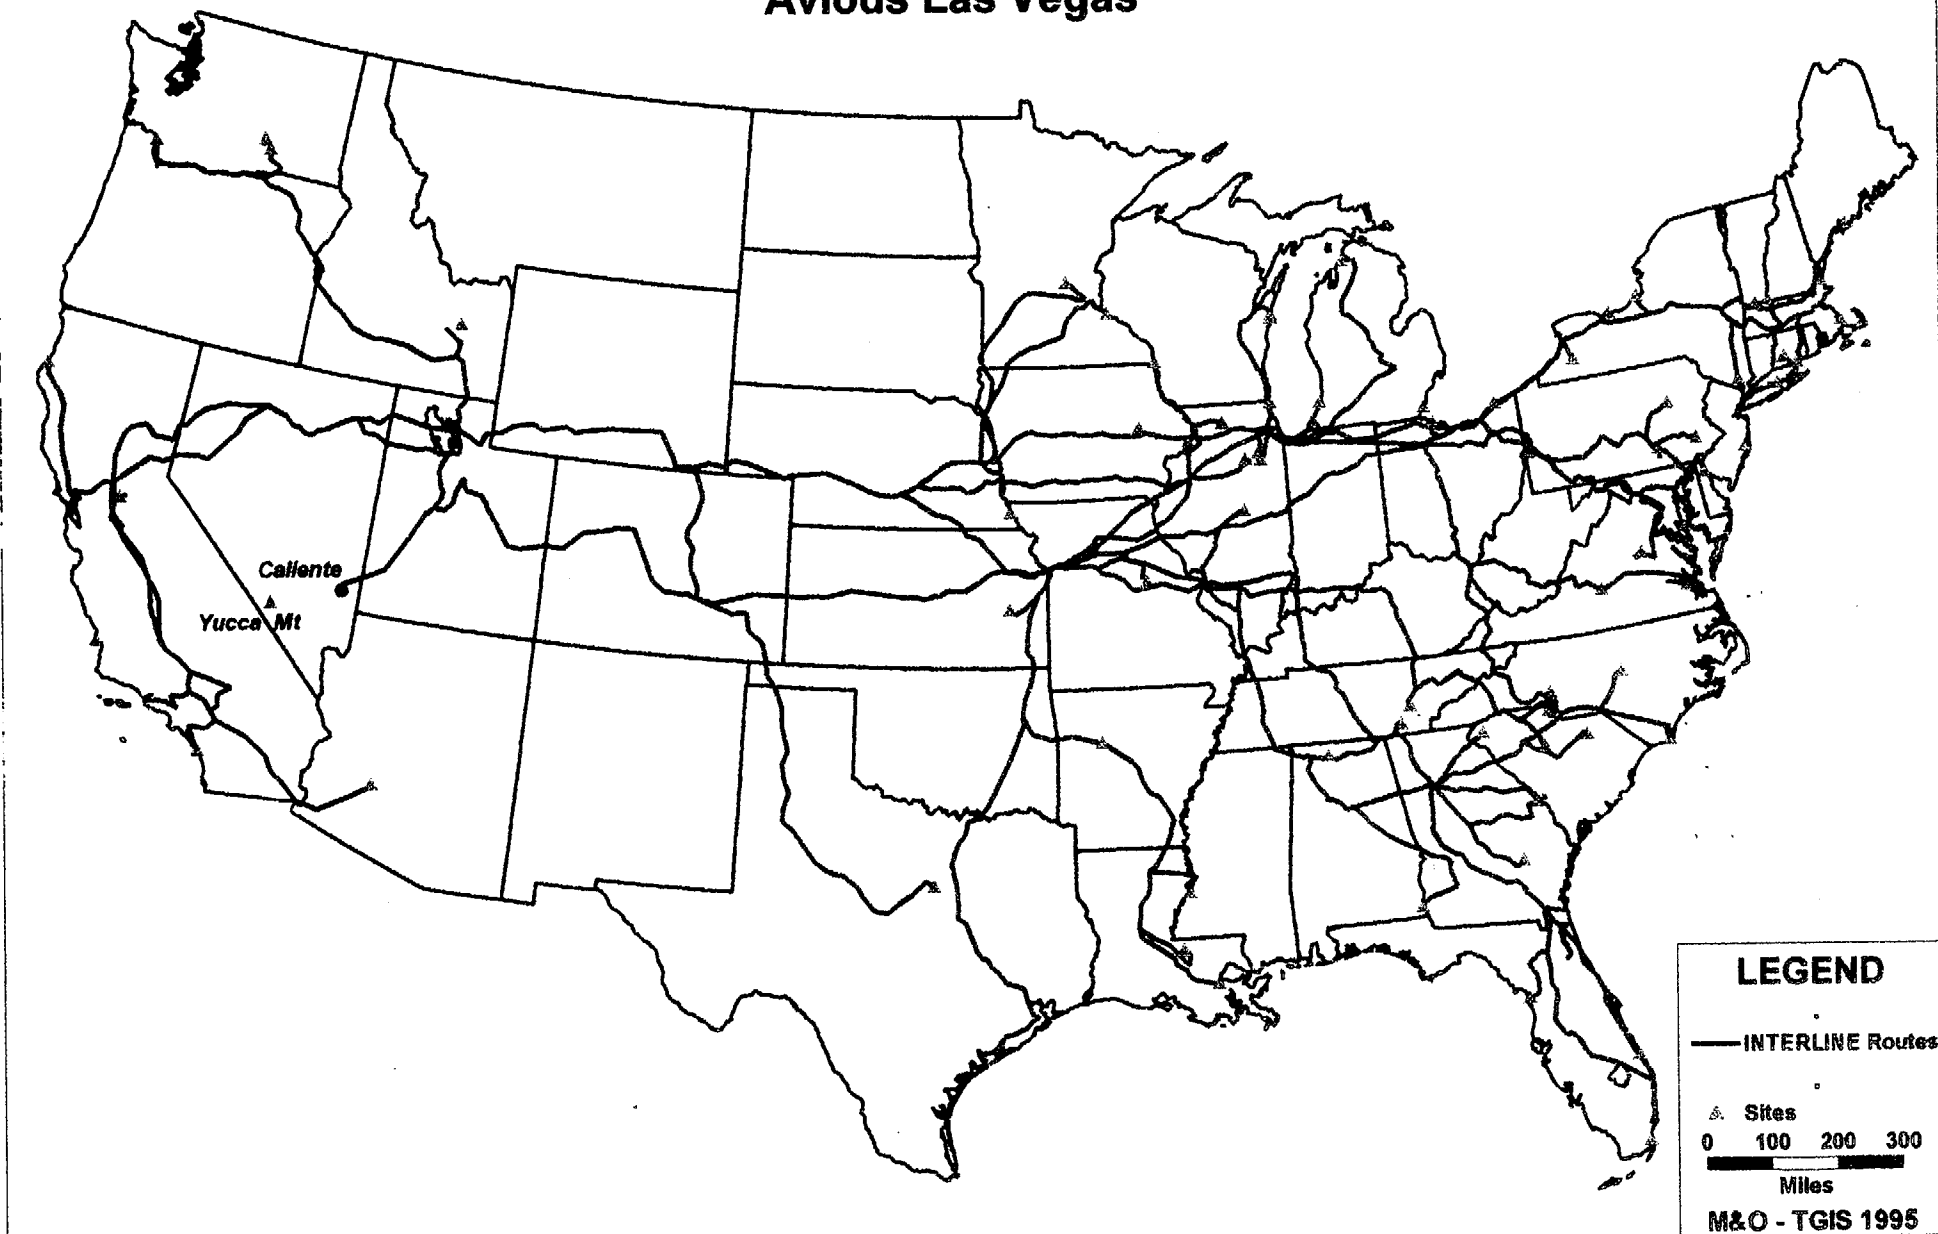 Avoids Las Vegas
Caliente
Yucca Mt
LEGEND
INTERLINE Routes
Sites
0 100 200 300
Miles
M&O - TGIS 1995